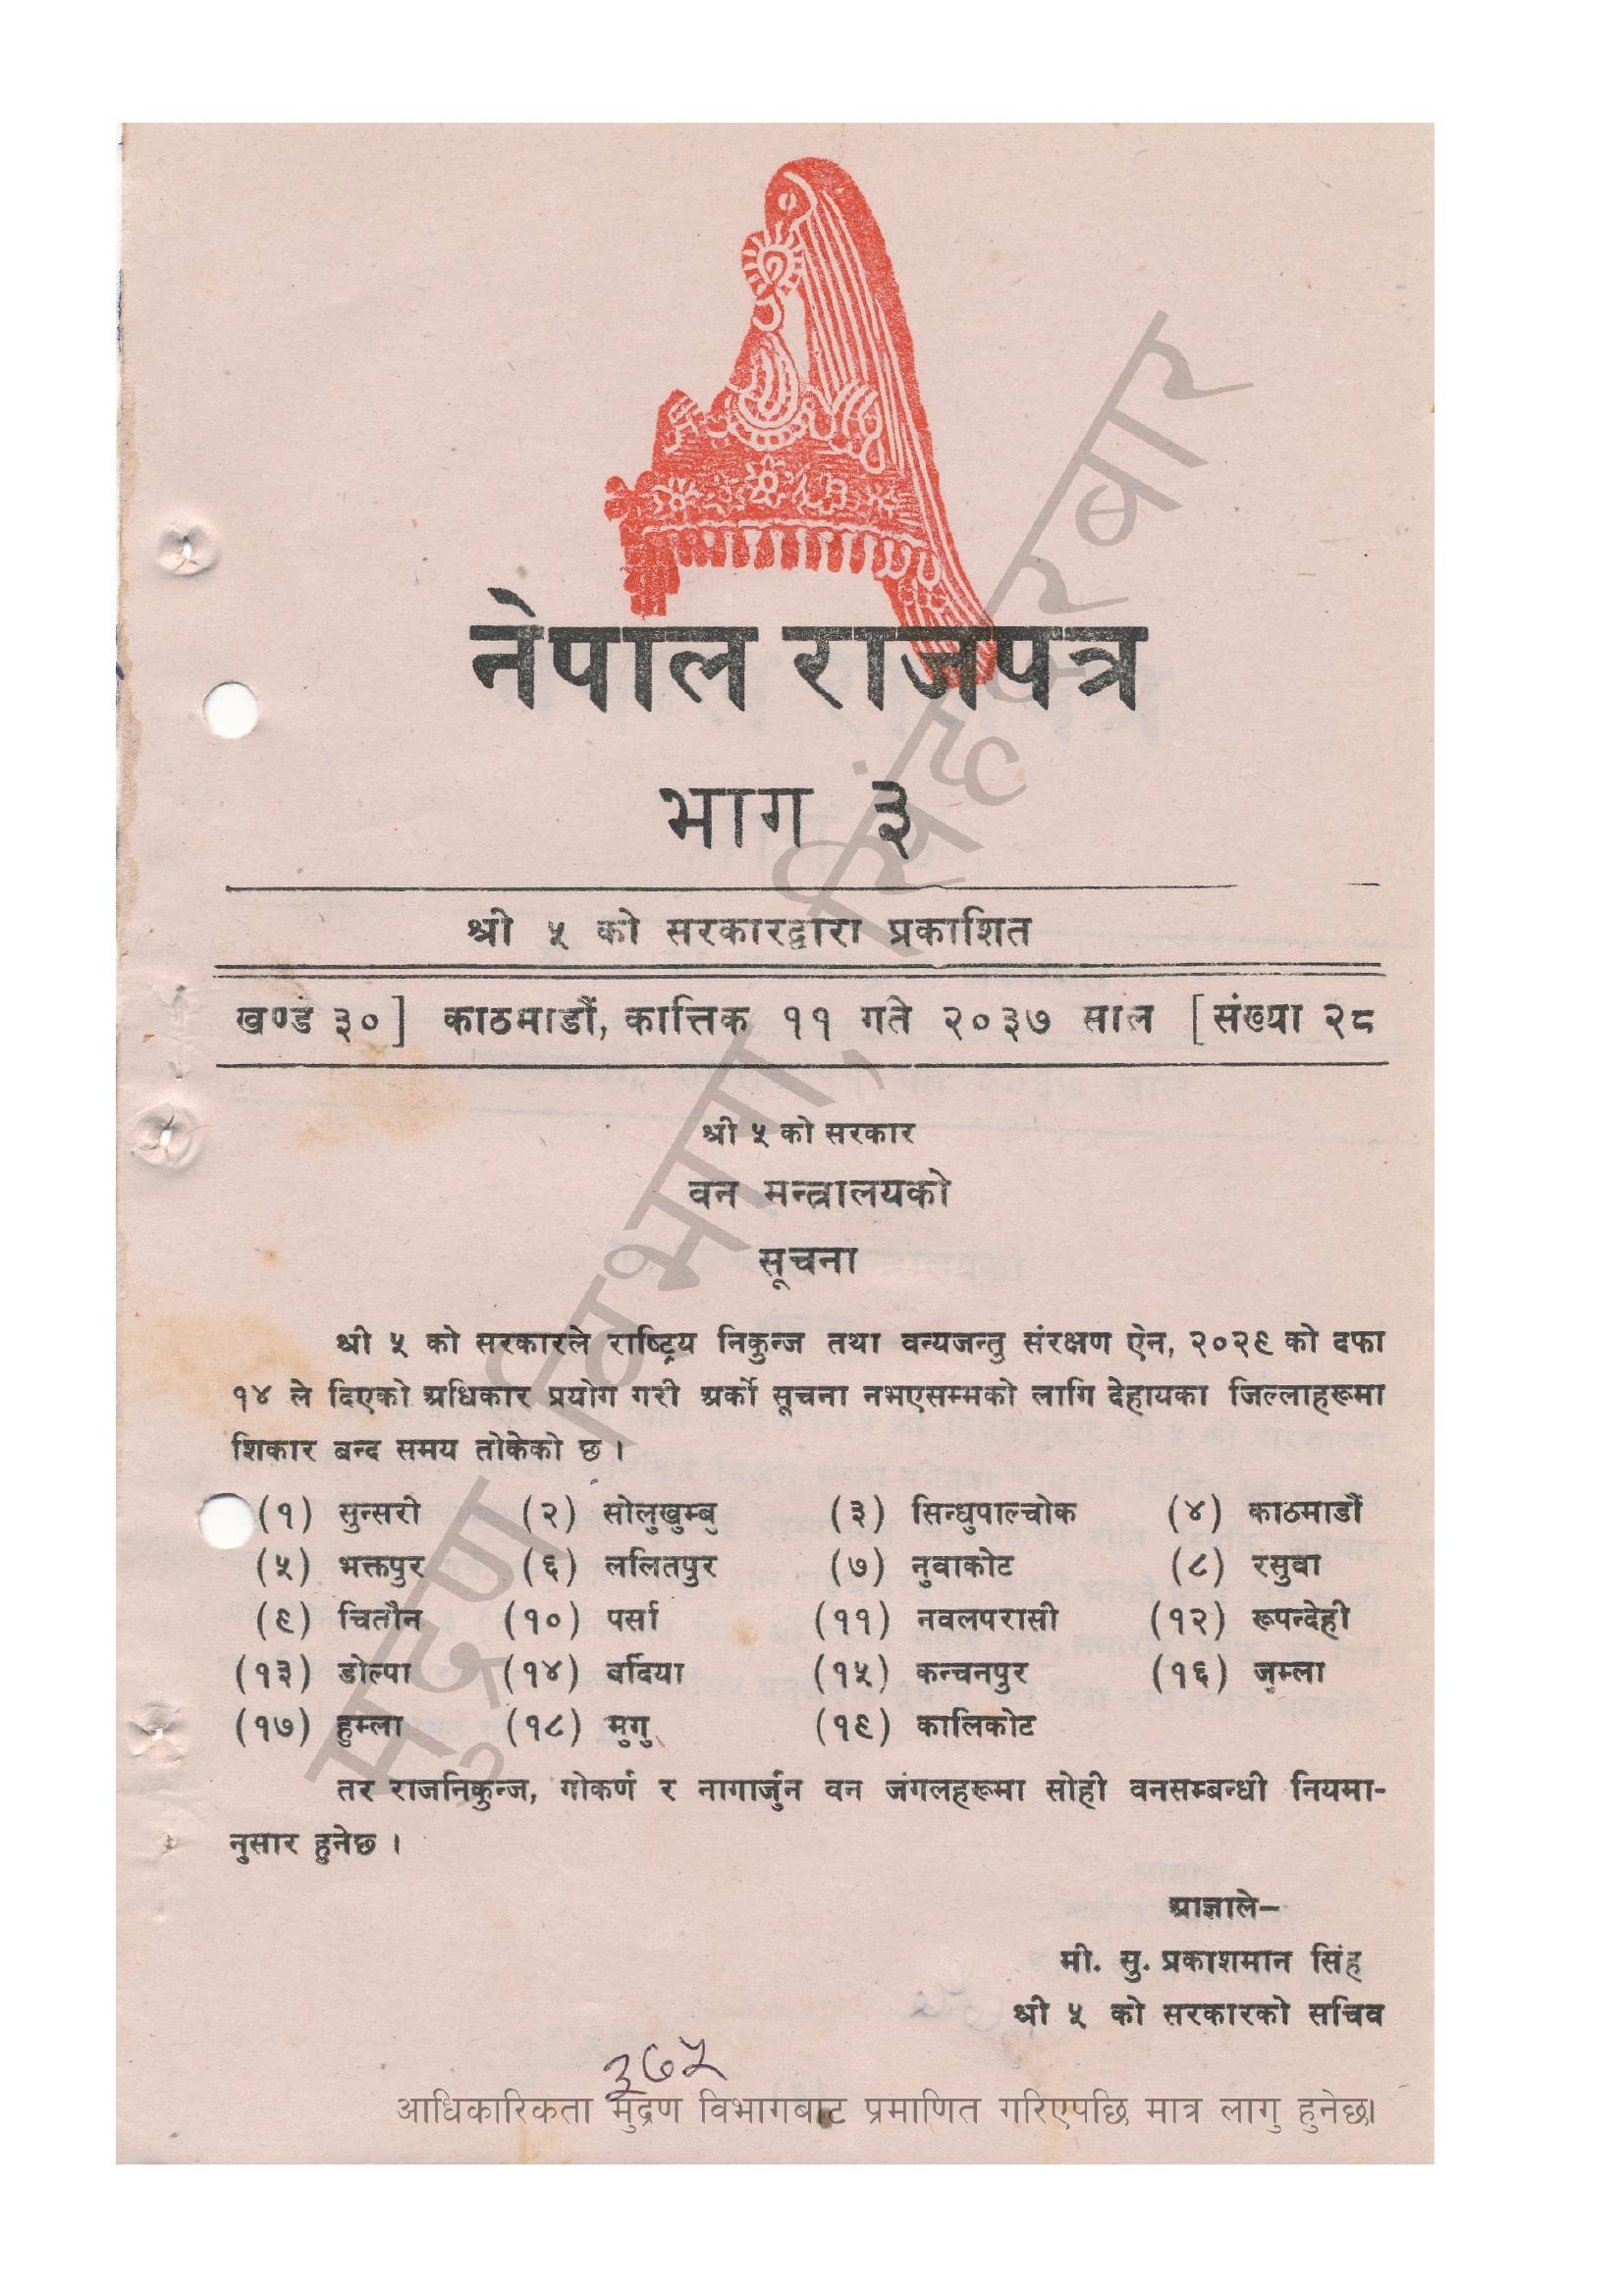 नेपाल राजपत्र
भाग ३
श्री ५ को सरकारद्वारा प्रकाशित
खण्ड ३०] काठमाडौं, कात्तिक ११ गते २०३७ साल [संख्या २८
श्री ५ को सरकार
वन मन्त्रालयको
सूचना
श्री ५ को सरकारले राष्ट्रिय निकुन्ज तथा वन्यजन्तु संरक्षण ऐन, २०२९ को दफा
१४ ले दिएको अधिकार प्रयोग गरी अर्को सूचना नभएसम्मको लागि देहायका जिल्लाहरूमा
शिकार बन्द समय तोकेको छ ।
(१) सुन्सरी (२) सोलुखुम्बु (३) सिन्धुपाल्चोक (४) काठमाडौं
(५) भक्तपुर (६) ललितपुर (७) नुवाकोट (८) रसुवा
(९) चितौन (१०) पर्सा (११) नवलपरासी (१२) रूपन्देही
(१३) डोल्पा (१४) बर्दिया (१५) कन्चनपुर (१६) जुम्ला
(१७) हुम्ला (१८) मुगु (१९) कालिकोट
तर राजनिकुन्ज, गोकर्ण र नागार्जुन वन जंगलहरूमा सोही वनसम्बन्धी नियमा-
नुसार हुनेछ ।
आज्ञाले–
मी. सु. प्रकाशमान सिंह
श्री ५ को सरकारको सचिव
३७५
आधिकारिकता मुद्रण विभागबाट प्रमाणित गरिएपछि मात्र लागु हुनेछ।
मुद्रण विभाग, सिंहदरबार